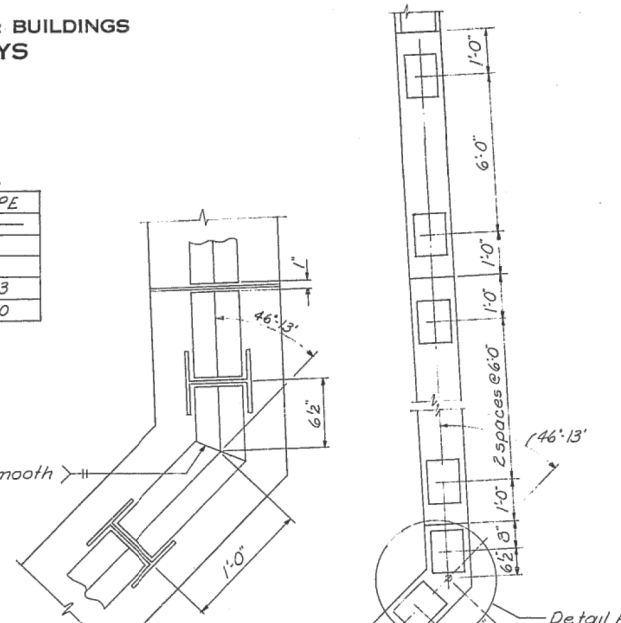 BUILDINGS
YS
PE
3
0
1"
46°-13'
6½"
mooth
1'-0"
1'-0"
6'-0"
1'-0"
1'-0"
2 spaces @ 6'-0"
46°-13'
1'-0"
8"
6½"
Detail